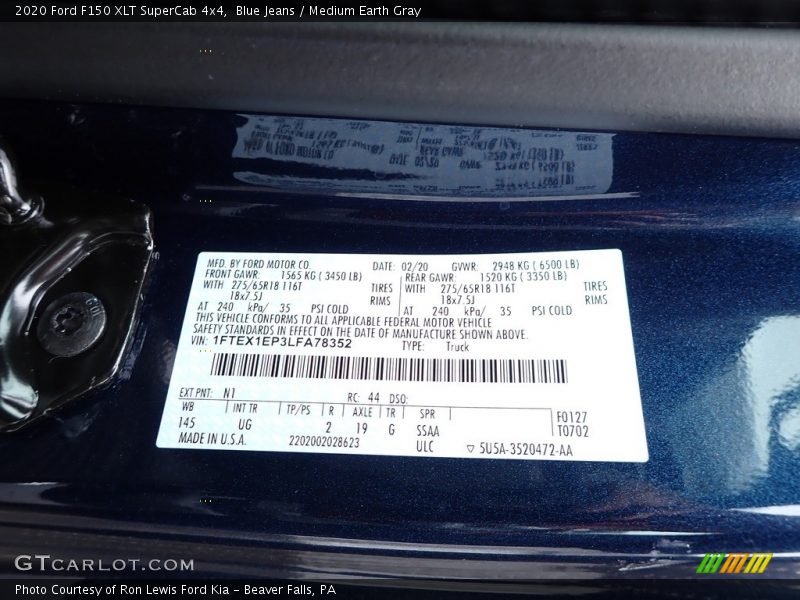 2020 Ford F150 XLT SuperCab 4x4,  Blue Jeans / Medium Earth Gray
MFD. BY FORD MOTOR CO. DATE: 02/20 GVWR: 2948 KG ( 6500 LB)
FRONT GAWR: 1565 KG ( 3450 LB) REAR GAWR: 1520 KG ( 3350 LB)
WITH 275/65R18 116T TIRES WITH 275/65R18 116T TIRES
18x7.5J RIMS 18x7.5J RIMS
AT 240 kPa/ 35 PSI COLD AT 240 kPa/ 35 PSI COLD
THIS VEHICLE CONFORMS TO ALL APPLICABLE FEDERAL MOTOR VEHICLE
SAFETY STANDARDS IN EFFECT ON THE DATE OF MANUFACTURE SHOWN ABOVE.
VIN: 1FTEX1EP3LFA78352 TYPE: Truck
EXT PNT: N1 RC: 44 DSO:
WB INT TR TP/PS R AXLE TR SPR F0127
145 UG 2 19 G SSAA T0702
MADE IN U.S.A. 2202002028623 ULC ▽ 5U5A-3520472-AA
GTCARLOT.COM
Photo Courtesy of Ron Lewis Ford Kia - Beaver Falls, PA